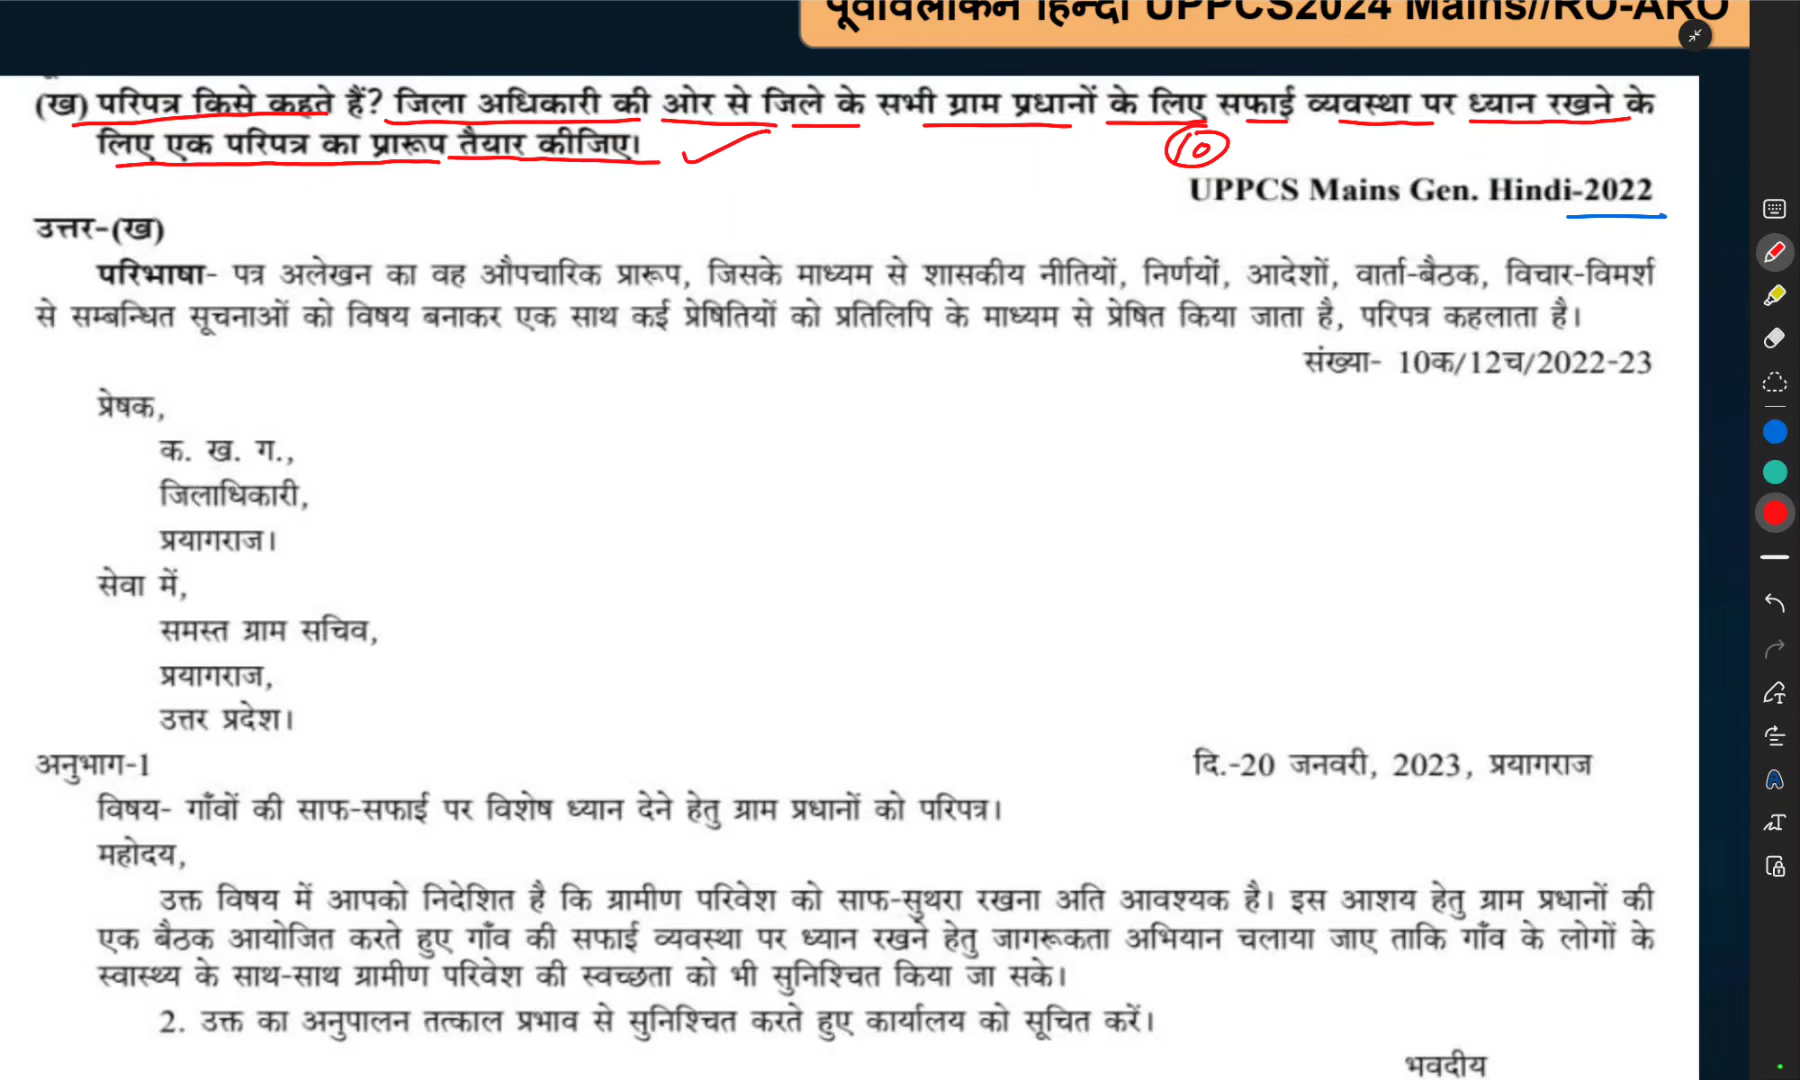 पूर्वावलोकन हिन्दी UPPCS2024 Mains//RO-ARO
(ख) परिपत्र किसे कहते हैं? जिला अधिकारी की ओर से जिले के सभी ग्राम प्रधानों के लिए सफाई व्यवस्था पर ध्यान रखने के
लिए एक परिपत्र का प्रारूप तैयार कीजिए।
10
UPPCS Mains Gen. Hindi-2022
उत्तर-(ख)
परिभाषा- पत्र अलेखन का वह औपचारिक प्रारूप, जिसके माध्यम से शासकीय नीतियों, निर्णयों, आदेशों, वार्ता-बैठक, विचार-विमर्श
से सम्बन्धित सूचनाओं को विषय बनाकर एक साथ कई प्रेषितियों को प्रतिलिपि के माध्यम से प्रेषित किया जाता है, परिपत्र कहलाता है।
संख्या- 10क/12च/2022-23
प्रेषक,
क. ख. ग.,
जिलाधिकारी,
प्रयागराज।
सेवा में,
समस्त ग्राम सचिव,
प्रयागराज,
उत्तर प्रदेश।
अनुभाग-1 दि.-20 जनवरी, 2023, प्रयागराज
विषय- गाँवों की साफ-सफाई पर विशेष ध्यान देने हेतु ग्राम प्रधानों को परिपत्र।
महोदय,
उक्त विषय में आपको निदेशित है कि ग्रामीण परिवेश को साफ-सुथरा रखना अति आवश्यक है। इस आशय हेतु ग्राम प्रधानों की
एक बैठक आयोजित करते हुए गाँव की सफाई व्यवस्था पर ध्यान रखने हेतु जागरूकता अभियान चलाया जाए ताकि गाँव के लोगों के
स्वास्थ्य के साथ-साथ ग्रामीण परिवेश की स्वच्छता को भी सुनिश्चित किया जा सके।
2. उक्त का अनुपालन तत्काल प्रभाव से सुनिश्चित करते हुए कार्यालय को सूचित करें।
भवदीय